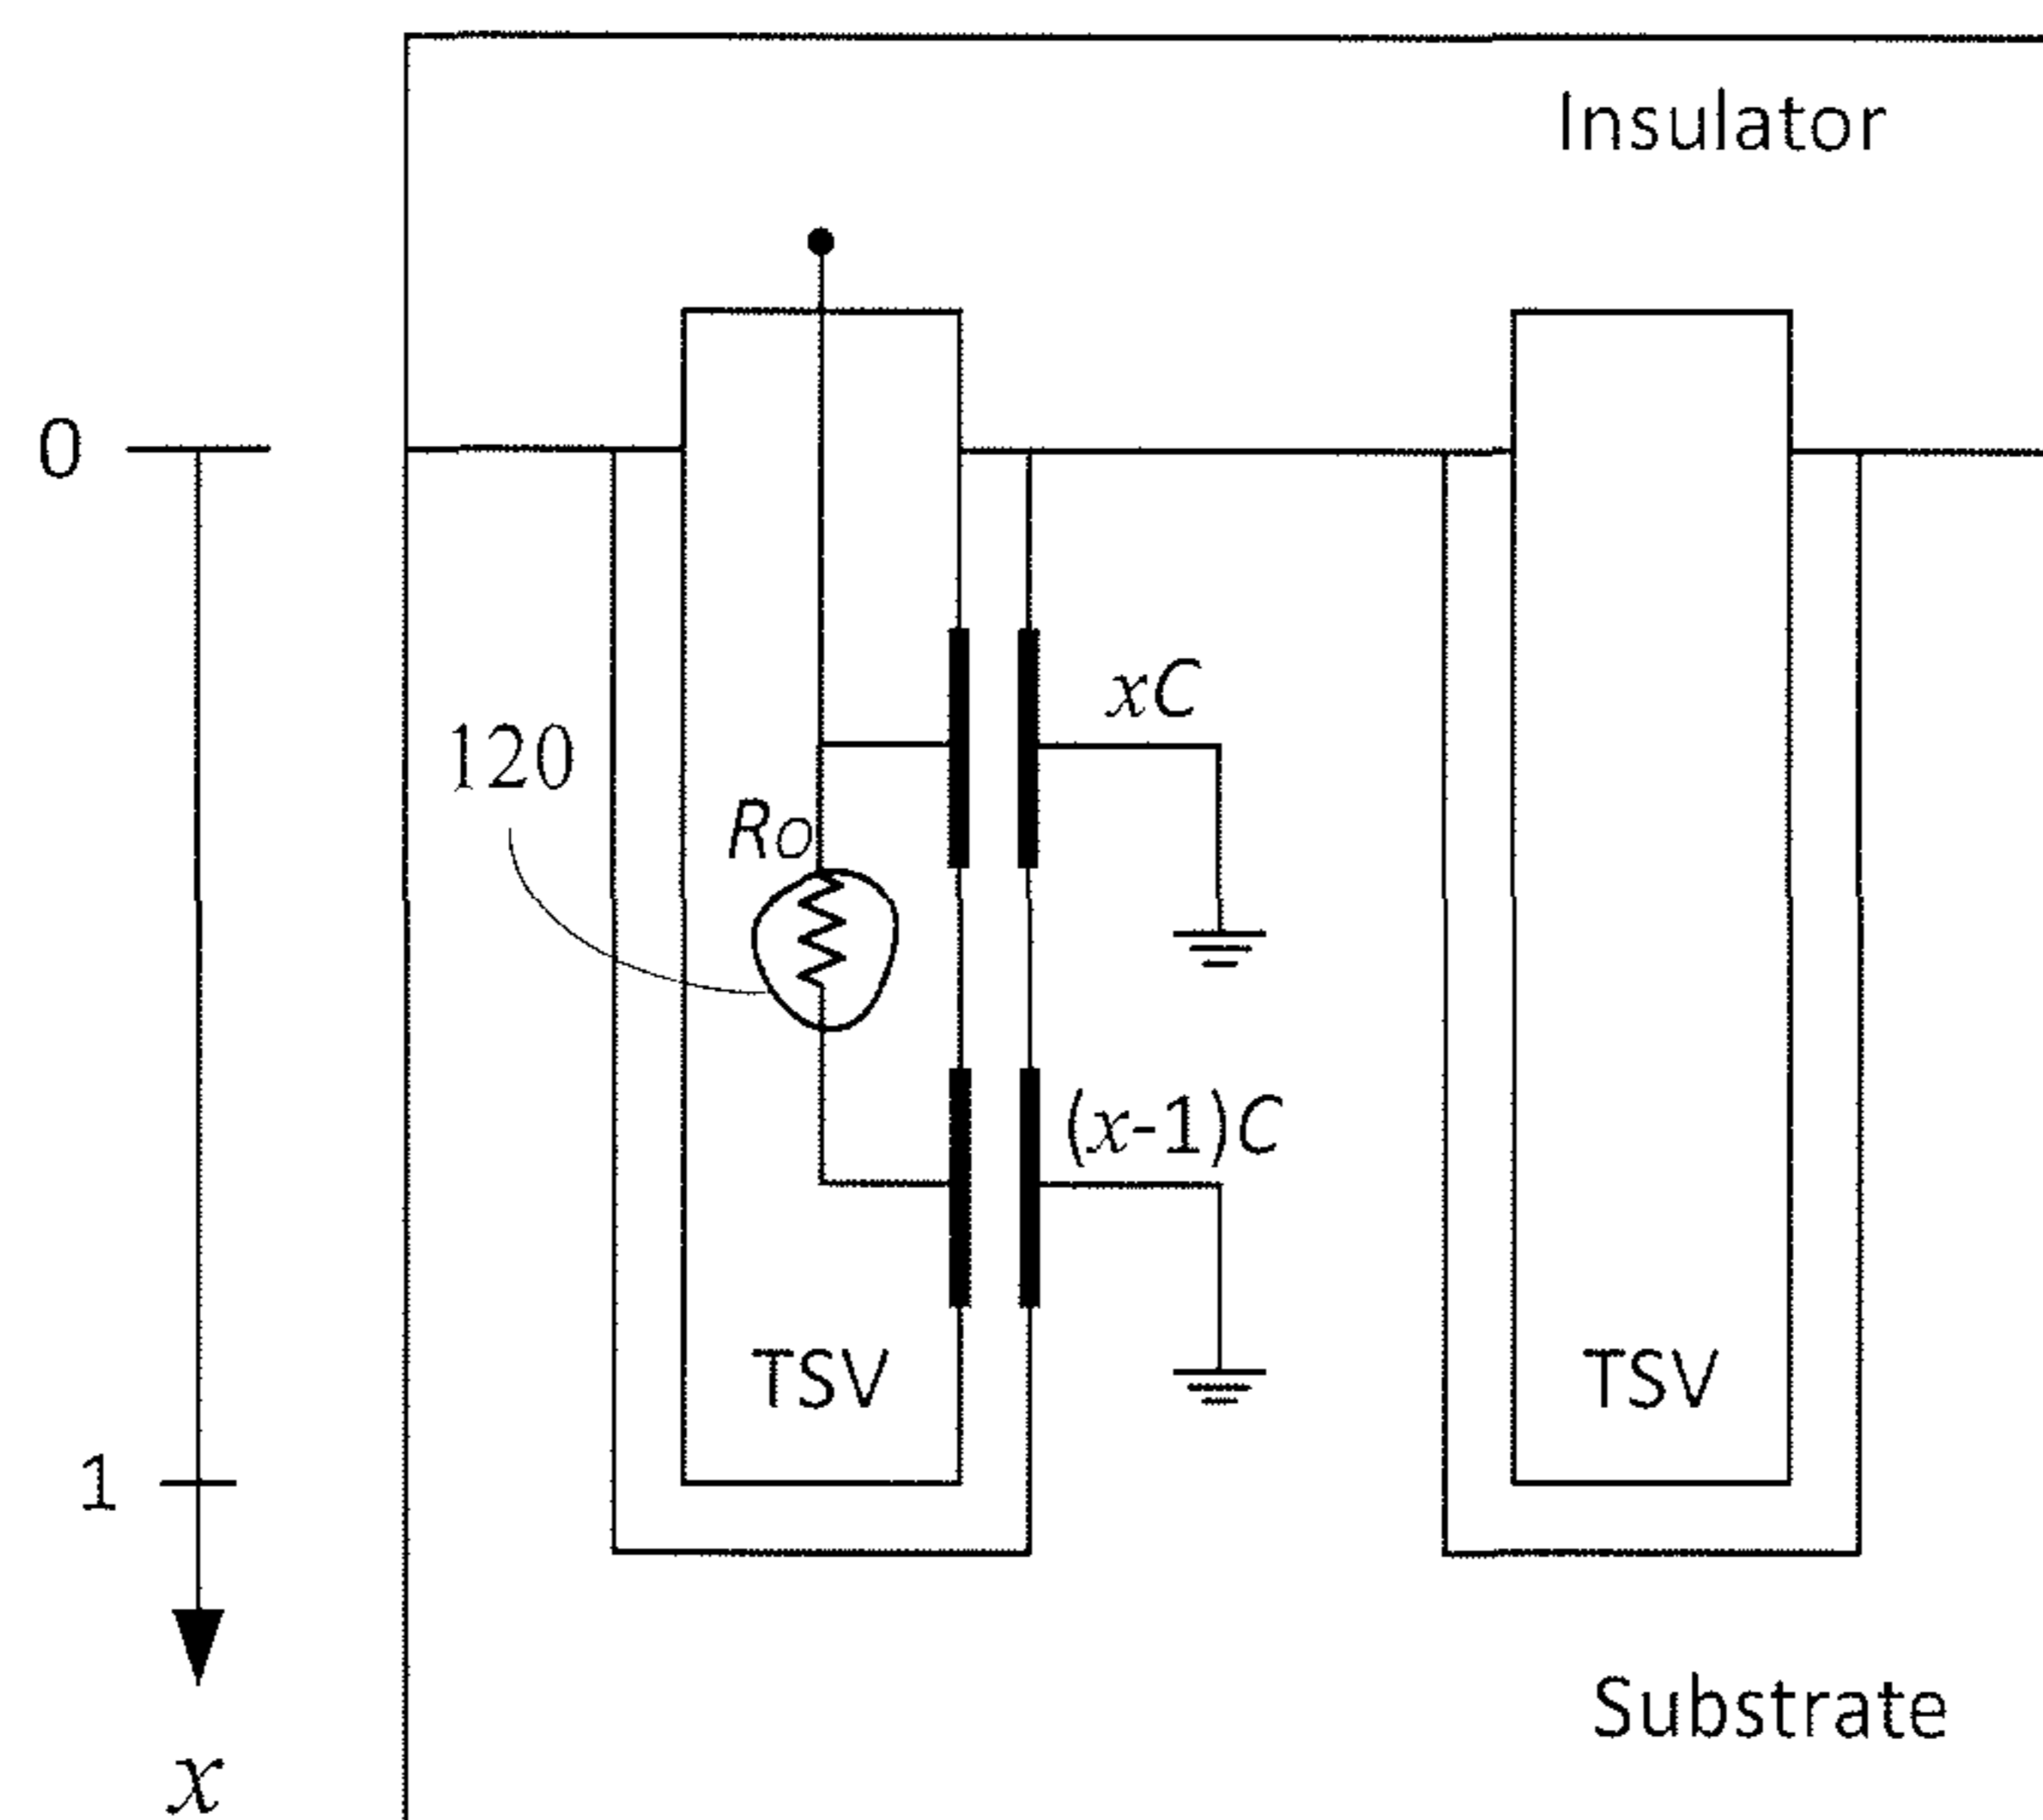 Insulator
0
xC
120
Ro
(x-1)C
TSV
TSV
1
Substrate
x